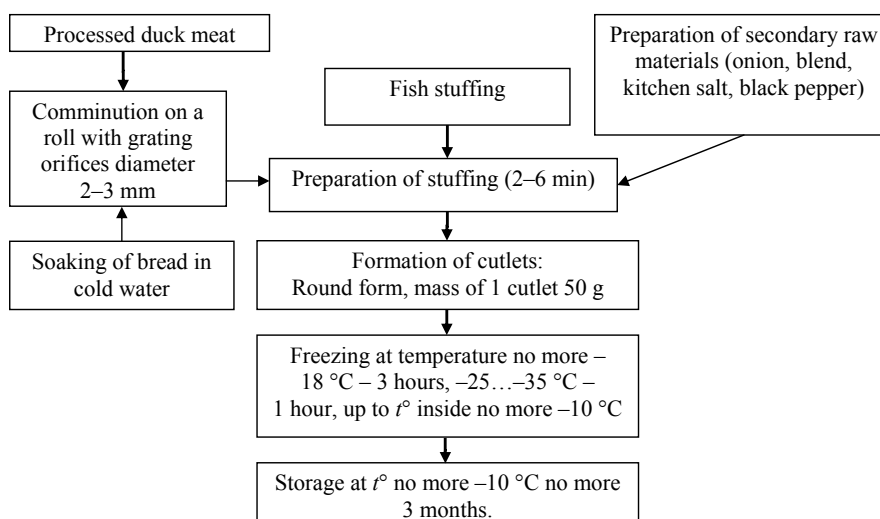 Processed duck meat
Preparation of secondary raw
materials (onion, blend,
kitchen salt, black pepper)
Fish stuffing
Comminution on a
roll with grating
orifices diameter
2–3 mm
Preparation of stuffing (2–6 min)
Soaking of bread in
cold water
Formation of cutlets:
Round form, mass of 1 cutlet 50 g
Freezing at temperature no more –
18 °C – 3 hours, –25…–35 °C –
1 hour, up to t° inside no more –10 °C
Storage at t° no more –10 °C no more
3 months.